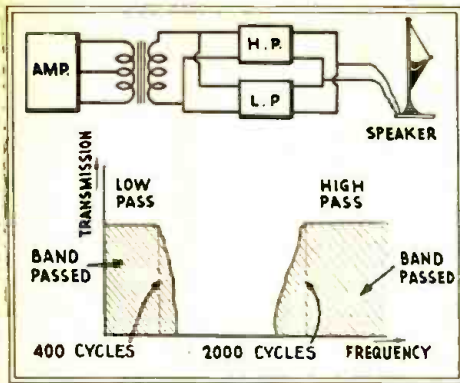 AMP.
H.P.
L.P
SPEAKER
TRANSMISSION
LOW
PASS
HIGH
PASS
BAND
PASSED
BAND
PASSED
400 CYCLES
2000 CYCLES
FREQUENCY